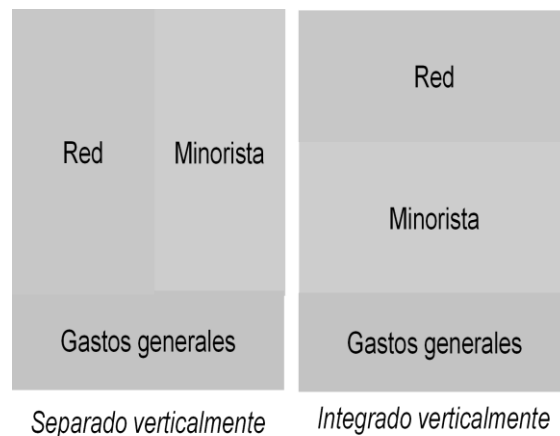 Red
Minorista
Gastos generales
Separado verticalmente
Red
Minorista
Gastos generales
Integrado verticalmente